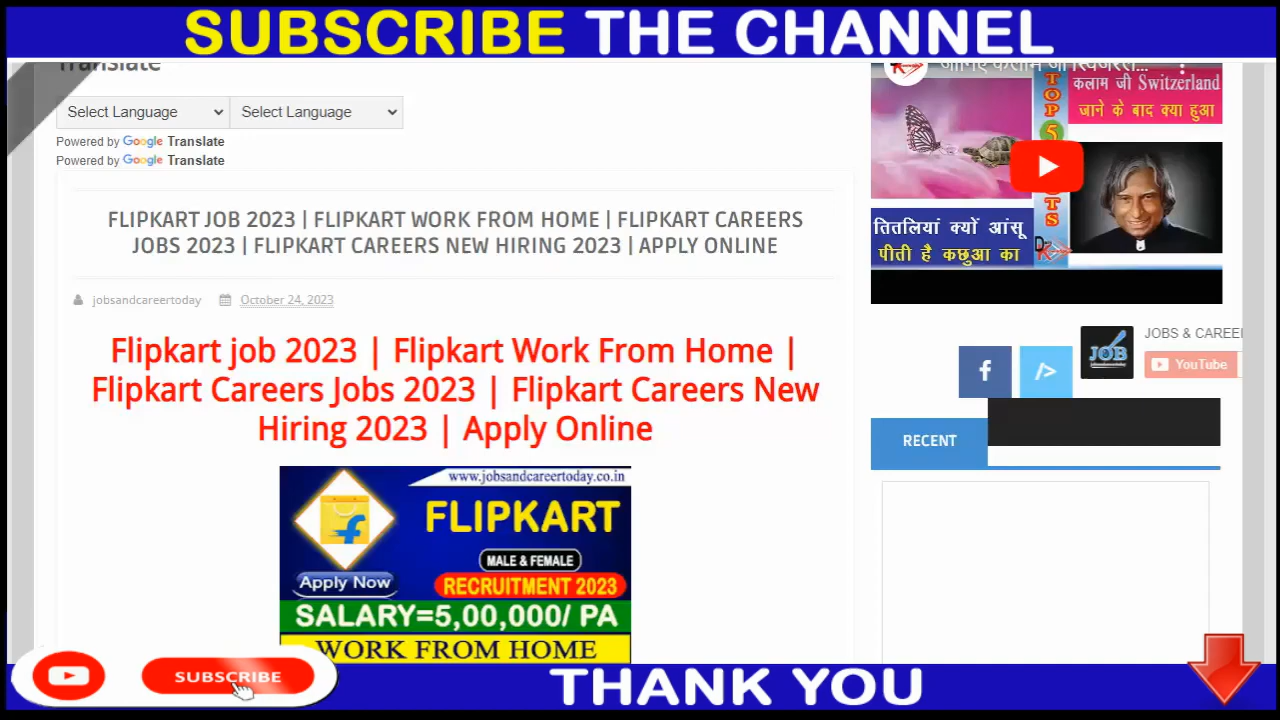 SUBSCRIBE THE CHANNEL
Translate
Select Language Select Language
Powered by Google Translate
Powered by Google Translate
FLIPKART JOB 2023 | FLIPKART WORK FROM HOME | FLIPKART CAREERS
JOBS 2023 | FLIPKART CAREERS NEW HIRING 2023 | APPLY ONLINE
jobsandcareertoday October 24, 2023
Flipkart job 2023 | Flipkart Work From Home |
Flipkart Careers Jobs 2023 | Flipkart Careers New
Hiring 2023 | Apply Online
www.jobsandcareertoday.co.in
FLIPKART
MALE & FEMALE
Apply Now
RECRUITMENT 2023
SALARY=5,00,000/ PA
WORK FROM HOME
कलाम जी Switzerland
जाने के बाद क्या हुआ
TOP
5
तितलियां क्यों आंसू
पीती है कछुआ का
JOBS & CAREE
JOB
YouTube
RECENT
SUBSCRIBE
THANK YOU